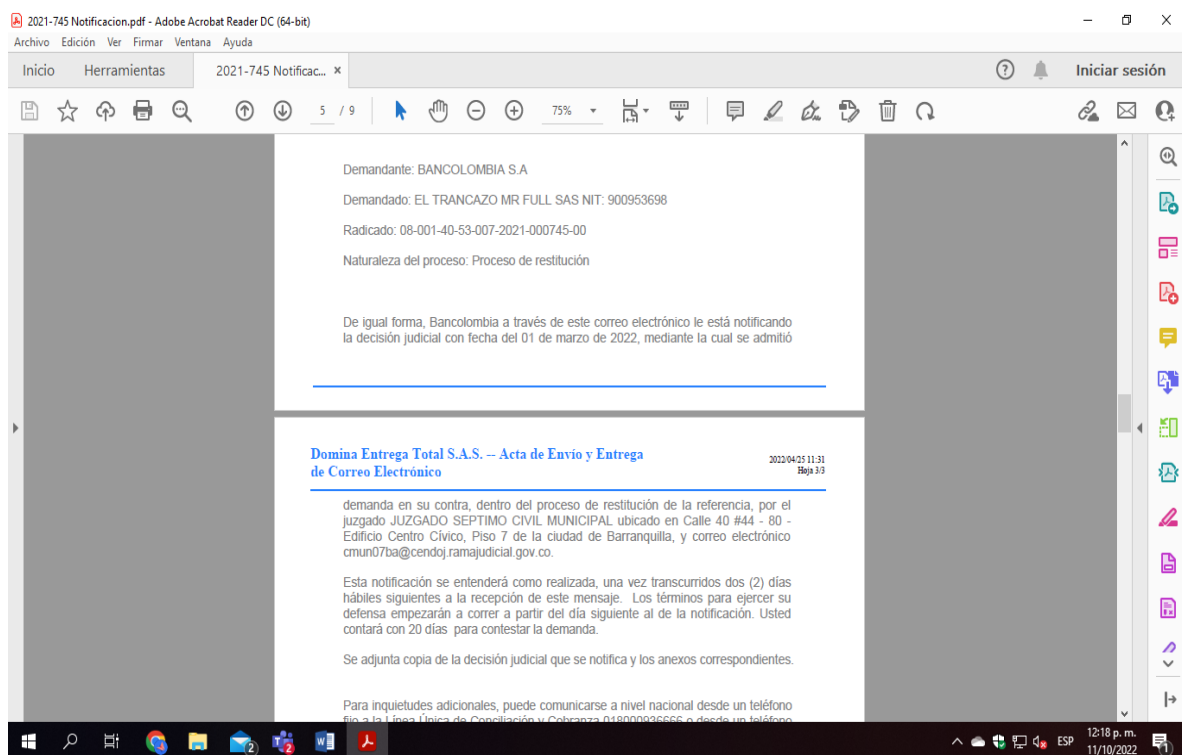 2021-745 Notificacion.pdf - Adobe Acrobat Reader DC (64-bit)
Archivo Edición Ver Firmar Ventana Ayuda
Inicio Herramientas 2021-745 Notificac... × Iniciar sesión
5 / 9 75%
Demandante: BANCOLOMBIA S.A
Demandado: EL TRANCAZO MR FULL SAS NIT: 900953698
Radicado: 08-001-40-53-007-2021-000745-00
Naturaleza del proceso: Proceso de restitución
De igual forma, Bancolombia a través de este correo electrónico le está notificando
la decisión judicial con fecha del 01 de marzo de 2022, mediante la cual se admitió
Domina Entrega Total S.A.S. -- Acta de Envío y Entrega
de Correo Electrónico
2022/04/25 11:31
Hoja 3/3
demanda en su contra, dentro del proceso de restitución de la referencia, por el
juzgado JUZGADO SEPTIMO CIVIL MUNICIPAL ubicado en Calle 40 #44 - 80 -
Edificio Centro Cívico, Piso 7 de la ciudad de Barranquilla, y correo electrónico
cmun07ba@cendoj.ramajudicial.gov.co.
Esta notificación se entenderá como realizada, una vez transcurridos dos (2) días
hábiles siguientes a la recepción de este mensaje. Los términos para ejercer su
defensa empezarán a correr a partir del día siguiente al de la notificación. Usted
contará con 20 días para contestar la demanda.
Se adjunta copia de la decisión judicial que se notifica y los anexos correspondientes.
Para inquietudes adicionales, puede comunicarse a nivel nacional desde un teléfono
fijo a la Línea Única de Conciliación y Cobranza 018000936666 o desde un teléfono
ESP
12:18 p. m.
11/10/2022